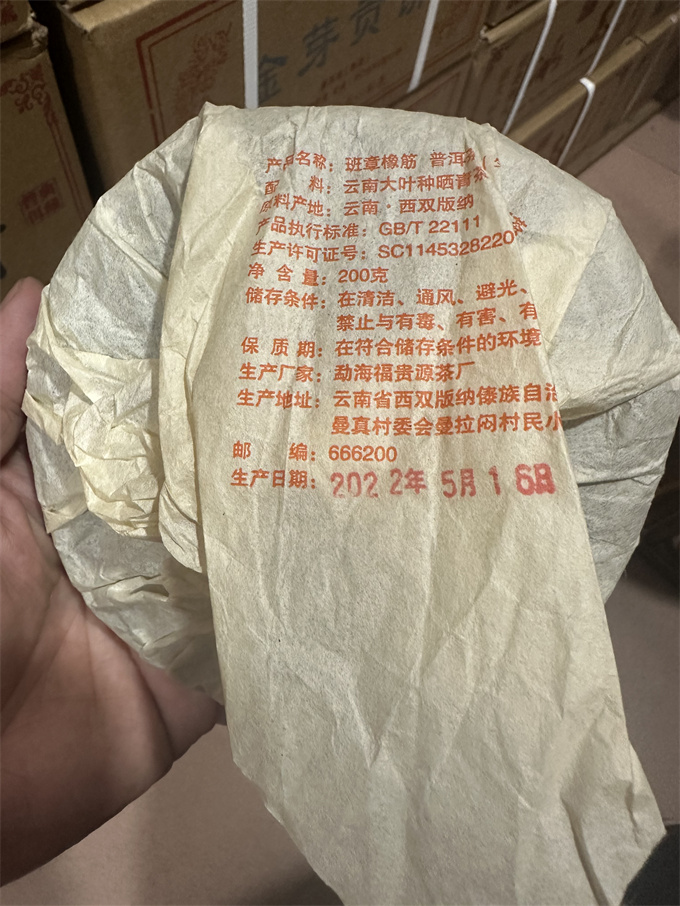 金芽贡饼
产品名称：班章橡筋 普洱茶（
配 料：云南大叶种晒青茶
原料产地：云南·西双版纳
产品执行标准：GB/T 22111
生产许可证号：SC1145328220
净 含 量：200克
储存条件：在清洁、通风、避光、
禁止与有毒、有害、有
保 质 期：在符合储存条件的环境
生产厂家：勐海福贵源茶厂
生产地址：云南省西双版纳傣族自治
曼真村委会曼拉闷村民小
邮 编：666200
生产日期：2022年5月16日